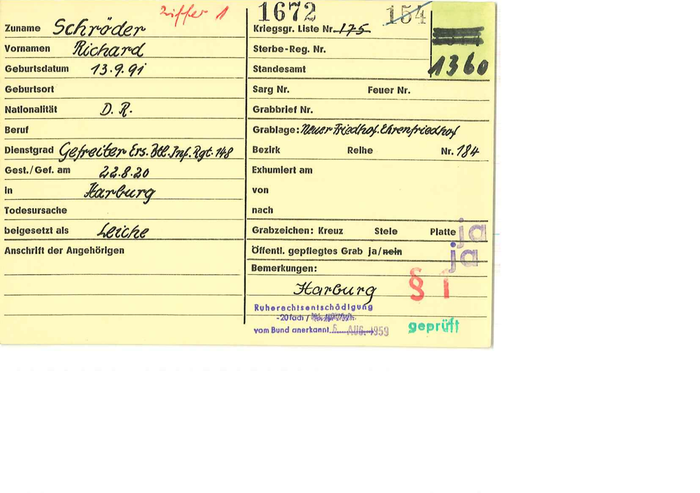 Ziffer 1
1672
154
Zuname Schröder
Kriegsgr. Liste Nr. 175
Vornamen Richard
Sterbe-Reg. Nr.
Geburtsdatum 13.9.91
Standesamt
1360
Geburtsort
Sarg Nr. Feuer Nr.
Nationalität D. R.
Grabbrief Nr.
Beruf
Grablage: Neuer Friedhof. Ehrenfriedhof
Dienstgrad Gefreiter Ers. Btl. Inf. Rgt. 148
Bezirk Reihe Nr. 184
Gest./Gef. am 22.8.20
Exhumiert am
in Harburg
von
Todesursache
nach
beigesetzt als Leiche
Grabzeichen: Kreuz Stele Platte ja
Anschrift der Angehörigen
Öffentl. gepflegtes Grab ja/nein ja
Bemerkungen:
Harburg
§ 1
Ruherechtsentschädigung
-20fach /
vom Bund anerkannt 6. AUG. 1959
geprüft